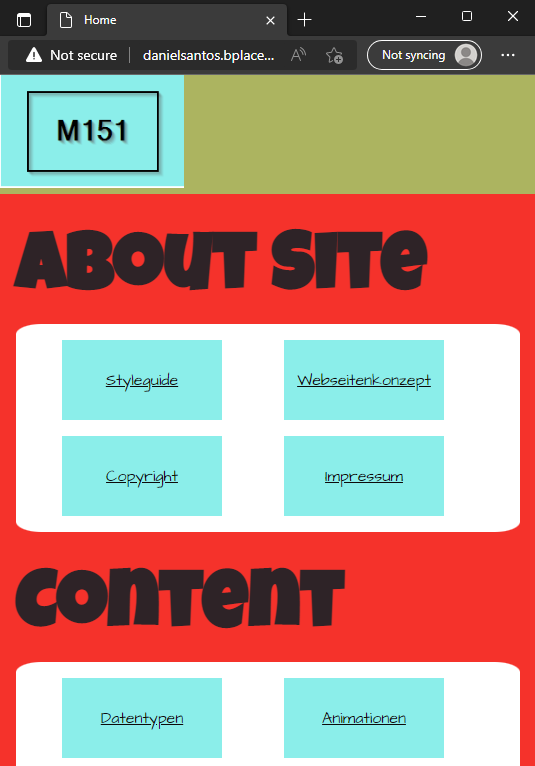 Home
Not secure danielsantos.bplace... Not syncing
M151
About Site
Styleguide Webseitenkonzept
Copyright Impressum
Content
Datentypen Animationen